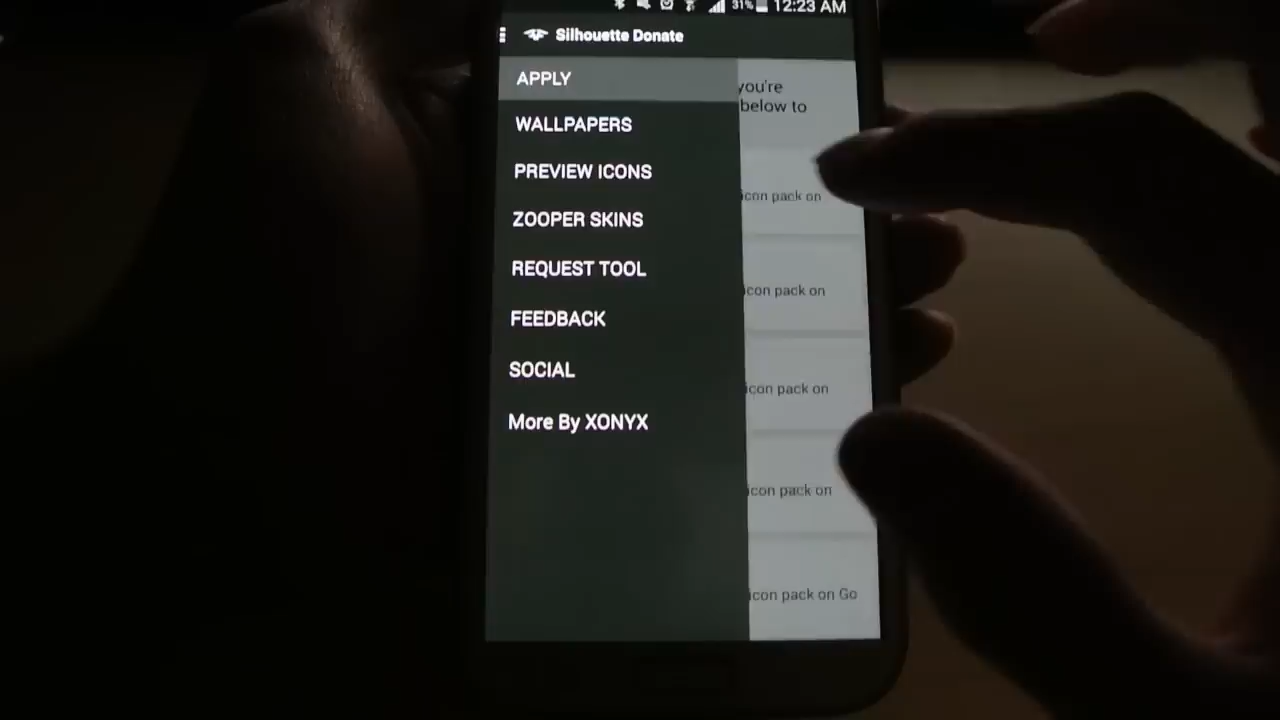 31% 12:23 AM
Silhouette Donate
APPLY
WALLPAPERS
PREVIEW ICONS
ZOOPER SKINS
REQUEST TOOL
FEEDBACK
SOCIAL
More By XONYX
you're
below to
icon pack on
icon pack on
icon pack on
icon pack on
icon pack on Go